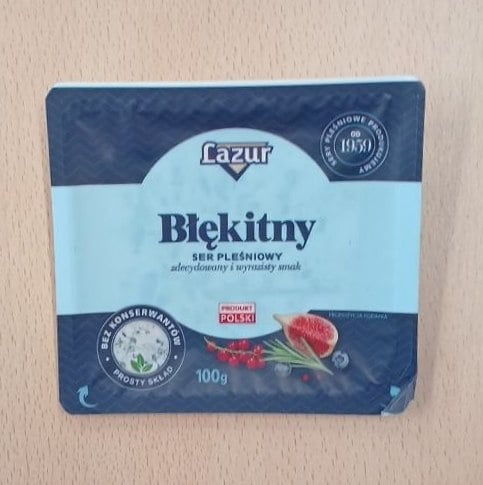 Lazur
SERY PLEŚNIOWE PRODUKUJEMY
OD
1959
Błękitny
SER PLEŚNIOWY
zdecydowany i wyrazisty smak
PRODUKT
POLSKI
PROPOZYCJA PODANIA
BEZ KONSERWANTÓW
PROSTY SKŁAD
100g